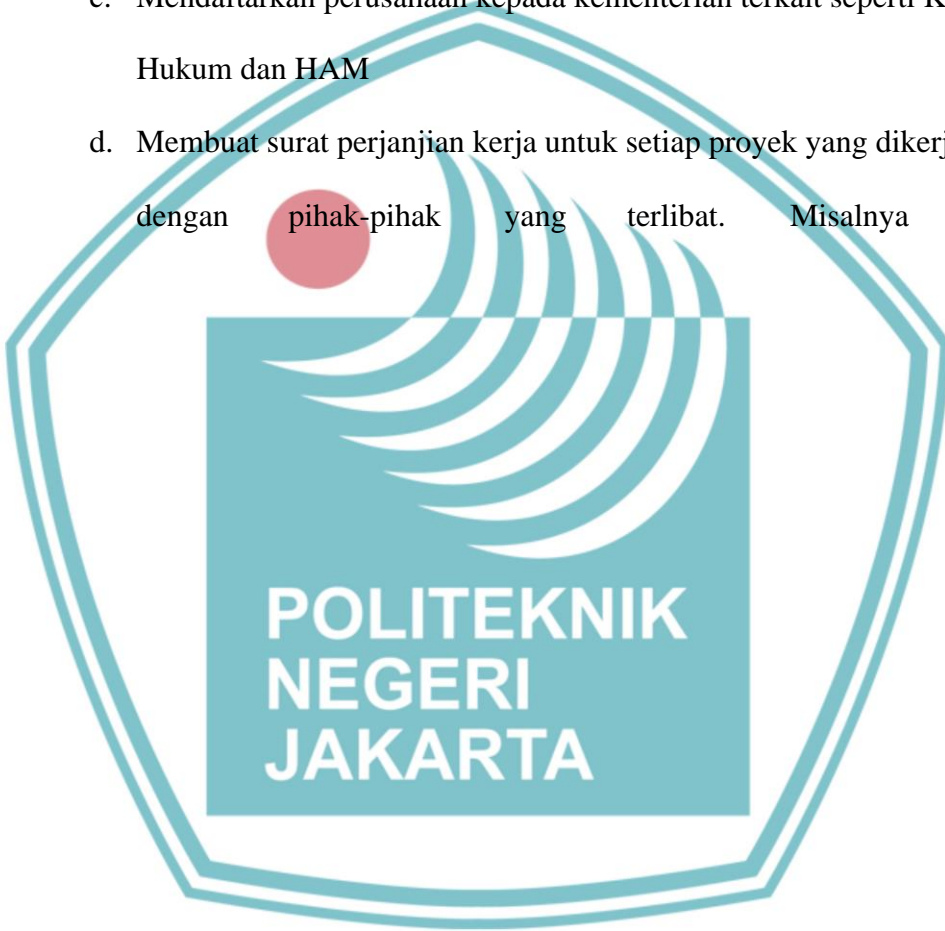 Mendaftarkan perusahaan kepada kementerian terkait seperti
Hukum dan HAM
d. Membuat surat perjanjian kerja untuk setiap proyek yang
dengan pihak-pihak yang terlibat. Misalnya
POLITEKNIK
NEGERI
JAKARTA